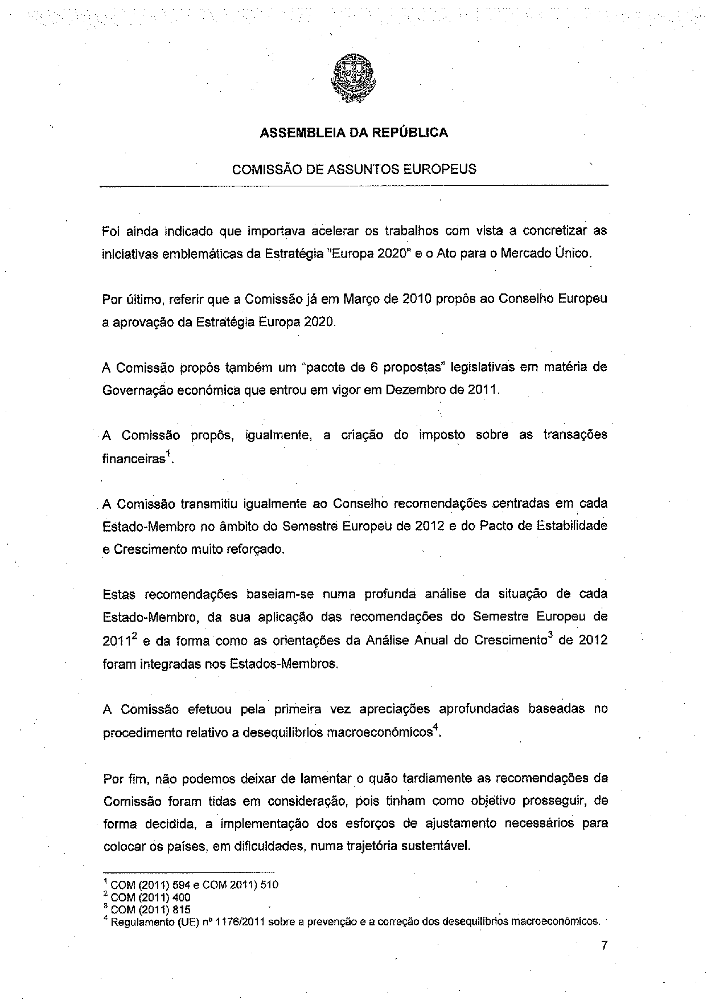 ASSEMBLEIA DA REPÚBLICA
COMISSÃO DE ASSUNTOS EUROPEUS
Foi ainda indicado que importava acelerar os trabalhos com vista a concretizar as
iniciativas emblemáticas da Estratégia "Europa 2020" e o Ato para o Mercado Único.
Por último, referir que a Comissão já em Março de 2010 propôs ao Conselho Europeu
a aprovação da Estratégia Europa 2020.
A Comissão propôs também um “pacote de 6 propostas” legislativas em matéria de
Governação económica que entrou em vigor em Dezembro de 2011.
A Comissão propôs, igualmente, a criação do imposto sobre as transações
financeiras¹.
A Comissão transmitiu igualmente ao Conselho recomendações centradas em cada
Estado-Membro no âmbito do Semestre Europeu de 2012 e do Pacto de Estabilidade
e Crescimento muito reforçado.
Estas recomendações baseiam-se numa profunda análise da situação de cada
Estado-Membro, da sua aplicação das recomendações do Semestre Europeu de
2011² e da forma como as orientações da Análise Anual do Crescimento³ de 2012
foram integradas nos Estados-Membros.
A Comissão efetuou pela primeira vez apreciações aprofundadas baseadas no
procedimento relativo a desequilíbrios macroeconómicos⁴.
Por fim, não podemos deixar de lamentar o quão tardiamente as recomendações da
Comissão foram tidas em consideração, pois tinham como objetivo prosseguir, de
forma decidida, a implementação dos esforços de ajustamento necessários para
colocar os países, em dificuldades, numa trajetória sustentável.
¹ COM (2011) 594 e COM 2011) 510
² COM (2011) 400
³ COM (2011) 815
⁴ Regulamento (UE) nº 1176/2011 sobre a prevenção e a correção dos desequilíbrios macroeconómicos.
7